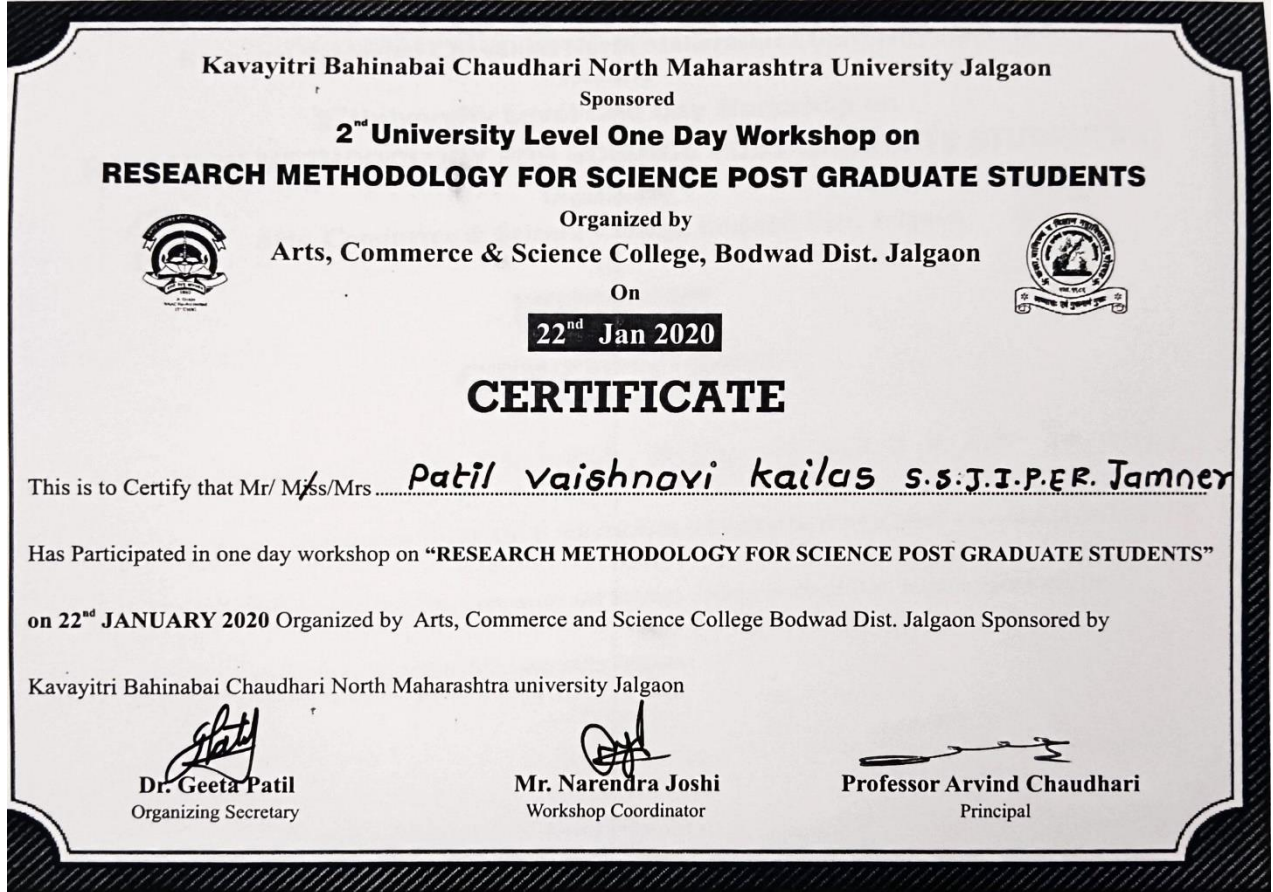 Kavayitri Bahinabai Chaudhari North Maharashtra University Jalgaon
Sponsored
2nd University Level One Day Workshop on
RESEARCH METHODOLOGY FOR SCIENCE POST GRADUATE STUDENTS
Organized by
Arts, Commerce & Science College, Bodwad Dist. Jalgaon
On
22nd Jan 2020
CERTIFICATE
This is to Certify that Mr/ Miss/Mrs Patil Vaishnavi kailas S.S.J.I.P.ER. Jamner
Has Participated in one day workshop on “RESEARCH METHODOLOGY FOR SCIENCE POST GRADUATE STUDENTS”
on 22nd JANUARY 2020 Organized by Arts, Commerce and Science College Bodwad Dist. Jalgaon Sponsored by
Kavayitri Bahinabai Chaudhari North Maharashtra university Jalgaon
Dr. Geeta Patil
Organizing Secretary
Mr. Narendra Joshi
Workshop Coordinator
Professor Arvind Chaudhari
Principal